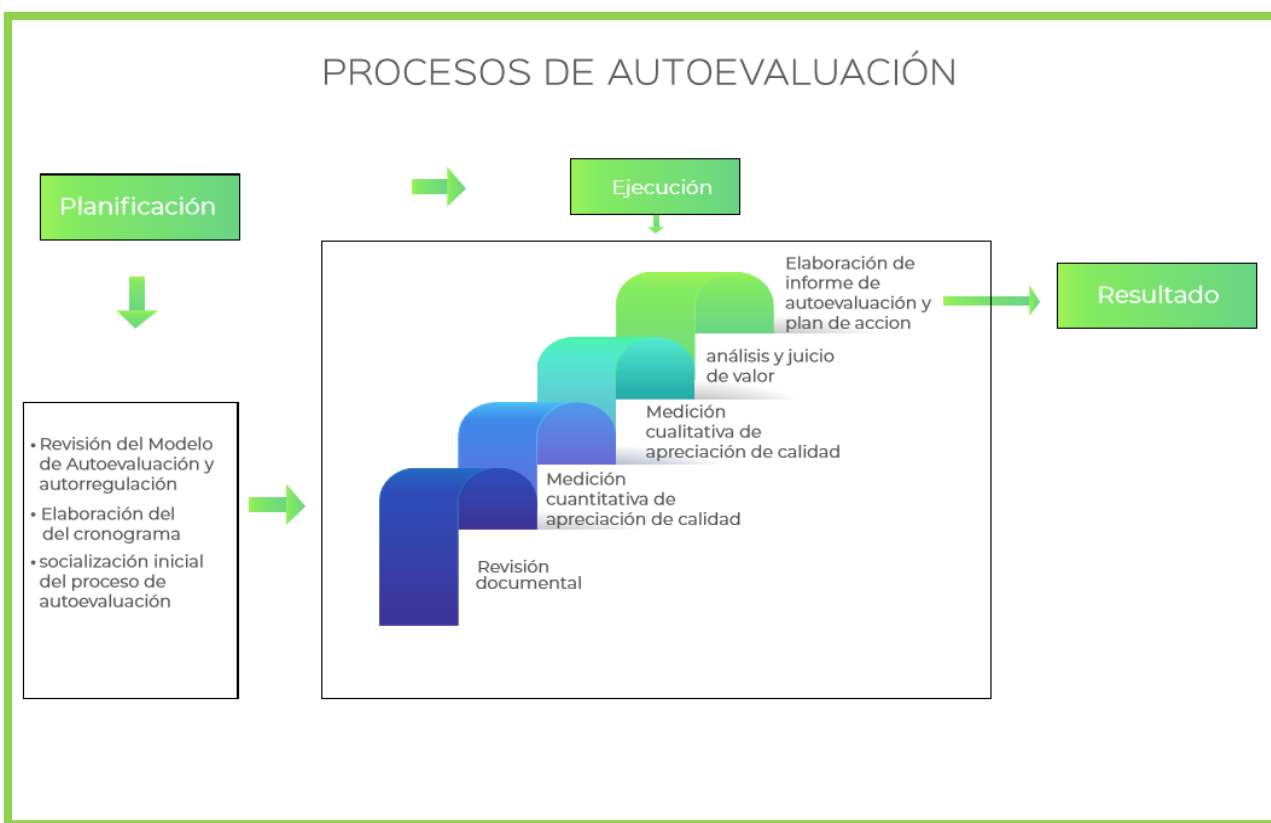 PROCESOS DE AUTOEVALUACIÓN
Planificación
Ejecución
Resultado
• Revisión del Modelo
de Autoevaluación y
autorregulación
• Elaboración del
del cronograma
• socialización inicial
del proceso de
autoevaluación
Elaboración de
informe de
autoevaluación y
plan de accion
análisis y juicio
de valor
Medición
cualitativa de
apreciación de calidad
Medición
cuantitativa de
apreciación de calidad
Revisión
documental